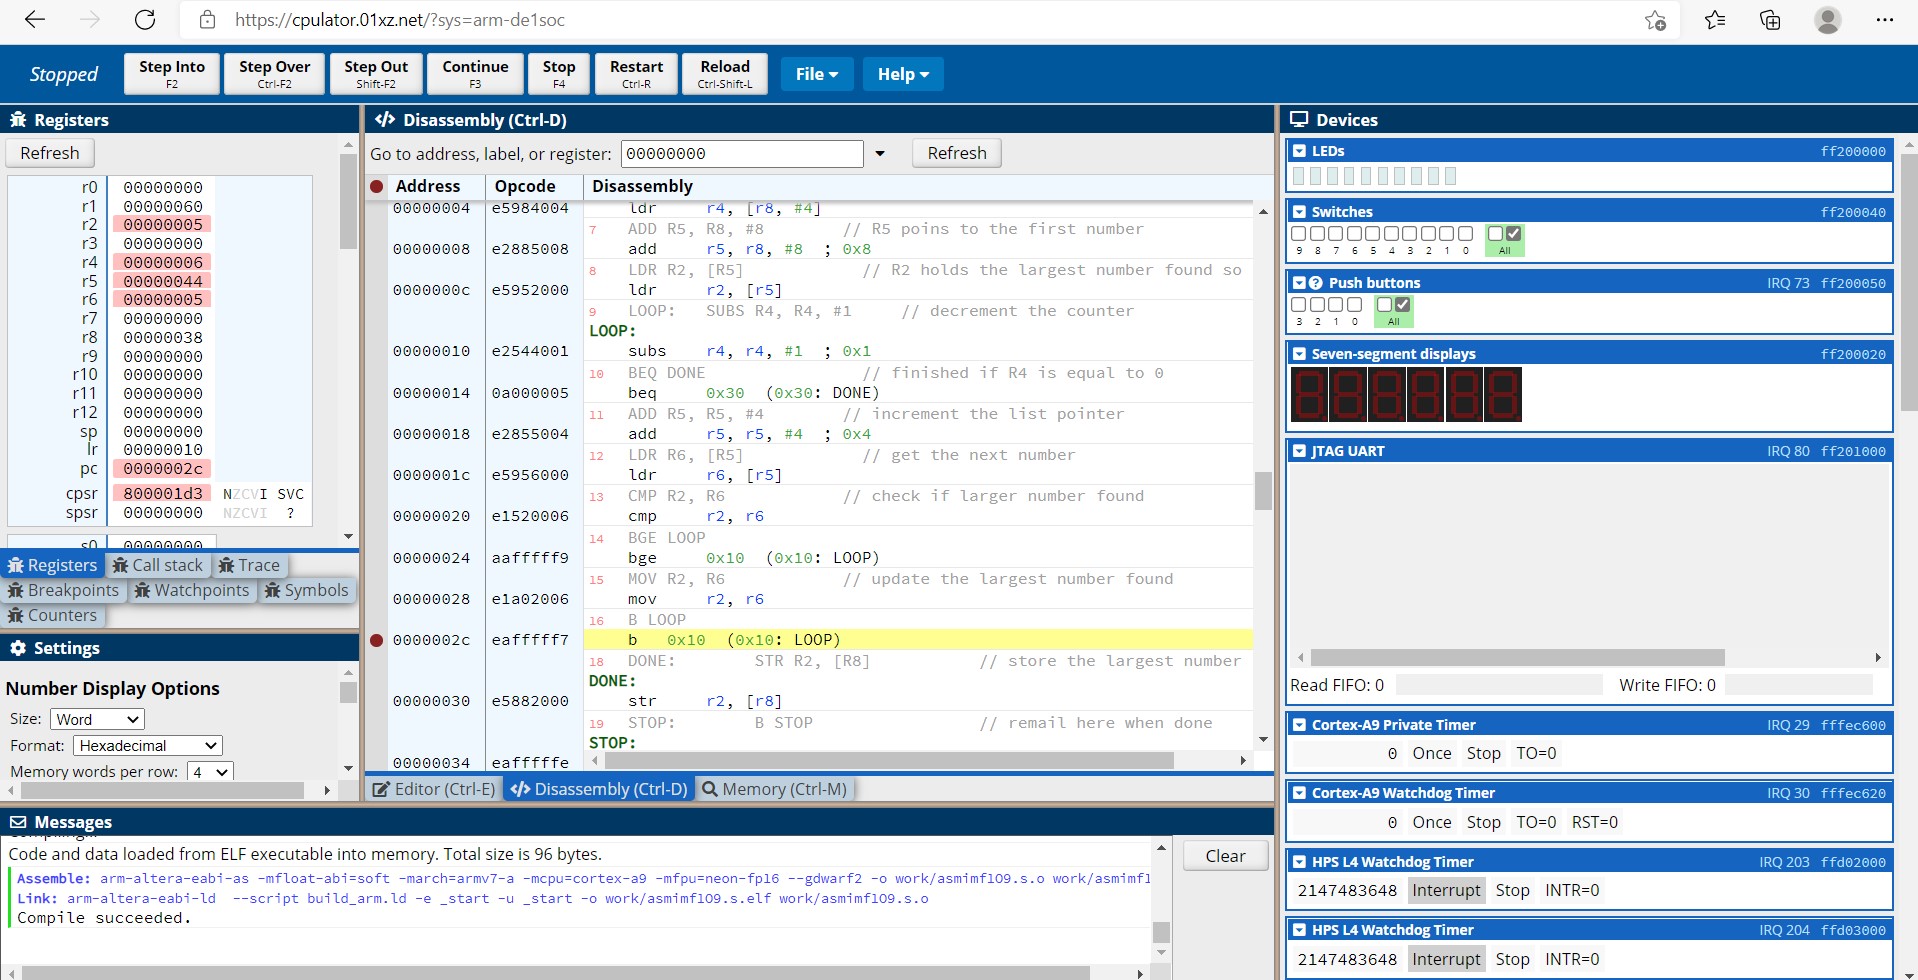 https://cpulator.01xz.net/?sys=arm-de1soc
Stopped
Step Into
F2
Step Over
Ctrl-F2
Step Out
Shift-F2
Continue
F3
Stop
F4
Restart
Ctrl-R
Reload
Ctrl-Shift-L
File
Help
Registers
Refresh
r0 00000000
r1 00000060
r2 00000005
r3 00000000
r4 00000006
r5 00000044
r6 00000005
r7 00000000
r8 00000038
r9 00000000
r10 00000000
r11 00000000
r12 00000000
sp 00000000
lr 00000010
pc 0000002c
cpsr 800001d3 NZCVI SVC
spsr 00000000 NZCVI ?
s0 00000000
Registers Call stack Trace
Breakpoints Watchpoints Symbols
Counters
Settings
Number Display Options
Size: Word
Format: Hexadecimal
Memory words per row: 4
Disassembly (Ctrl-D)
Go to address, label, or register: 00000000 Refresh
Address Opcode Disassembly
00000004 e5984004 ldr r4, [r8, #4]
7 ADD R5, R8, #8 // R5 poins to the first number
00000008 e2885008 add r5, r8, #8 ; 0x8
8 LDR R2, [R5] // R2 holds the largest number found so
0000000c e5952000 ldr r2, [r5]
9 LOOP: SUBS R4, R4, #1 // decrement the counter
LOOP:
00000010 e2544001 subs r4, r4, #1 ; 0x1
10 BEQ DONE // finished if R4 is equal to 0
00000014 0a000005 beq 0x30 (0x30: DONE)
11 ADD R5, R5, #4 // increment the list pointer
00000018 e2855004 add r5, r5, #4 ; 0x4
12 LDR R6, [R5] // get the next number
0000001c e5956000 ldr r6, [r5]
13 CMP R2, R6 // check if larger number found
00000020 e1520006 cmp r2, r6
14 BGE LOOP
00000024 aafffff9 bge 0x10 (0x10: LOOP)
15 MOV R2, R6 // update the largest number found
00000028 e1a02006 mov r2, r6
16 B LOOP
0000002c eafffff7 b 0x10 (0x10: LOOP)
18 DONE: STR R2, [R8] // store the largest number
DONE:
00000030 e5882000 str r2, [r8]
19 STOP: B STOP // remail here when done
STOP:
00000034 eafffffe
Editor (Ctrl-E) Disassembly (Ctrl-D) Memory (Ctrl-M)
Messages
Code and data loaded from ELF executable into memory. Total size is 96 bytes.
Assemble: arm-altera-eabi-as -mfloat-abi=soft -march=armv7-a -mcpu=cortex-a9 -mfpu=neon-fp16 --gdwarf2 -o work/asmimflO9.s.o work/asmimfl
Link: arm-altera-eabi-ld --script build_arm.ld -e _start -u _start -o work/asmimflO9.s.elf work/asmimflO9.s.o
Compile succeeded.
Clear
Devices
LEDs ff200000
Switches ff200040
9 8 7 6 5 4 3 2 1 0 All
Push buttons IRQ 73 ff200050
3 2 1 0 All
Seven-segment displays ff200020
JTAG UART IRQ 80 ff201000
Read FIFO: 0 Write FIFO: 0
Cortex-A9 Private Timer IRQ 29 fffec600
0 Once Stop TO=0
Cortex-A9 Watchdog Timer IRQ 30 fffec620
0 Once Stop TO=0 RST=0
HPS L4 Watchdog Timer IRQ 203 ffd02000
2147483648 Interrupt Stop INTR=0
HPS L4 Watchdog Timer IRQ 204 ffd03000
2147483648 Interrupt Stop INTR=0